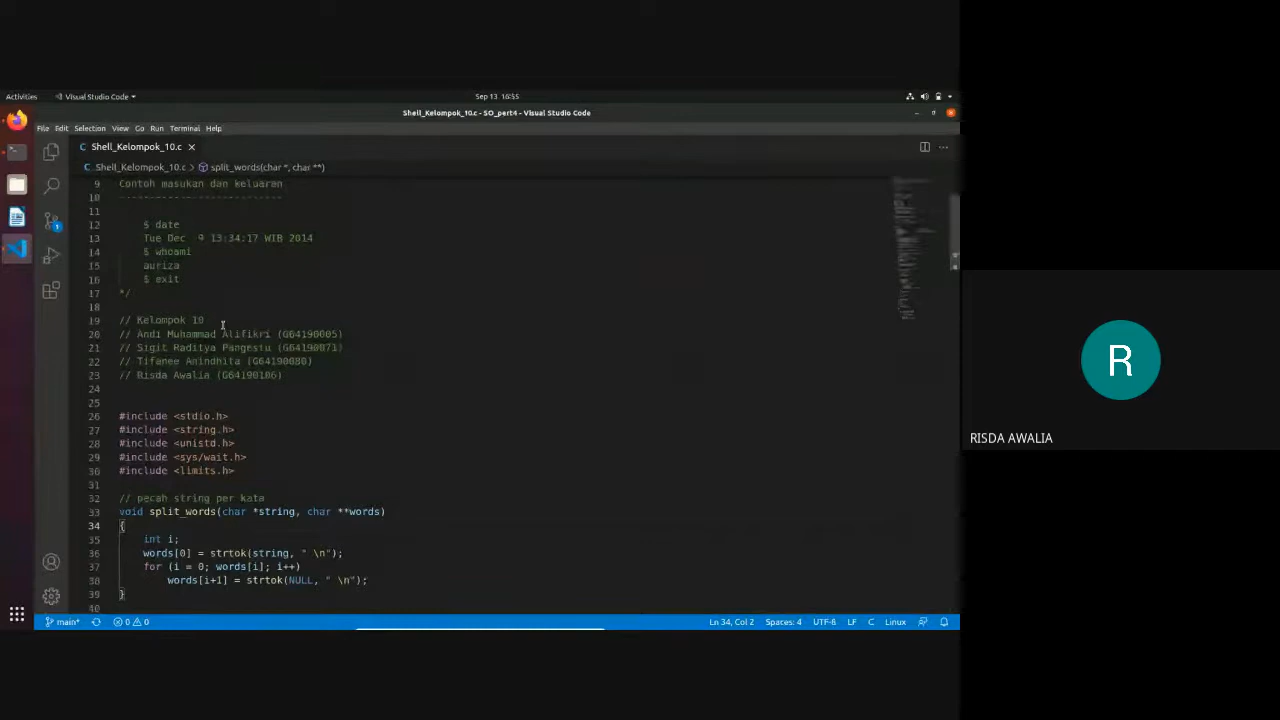 Activities
Visual Studio Code
Sep 13 16:55
Shell_Kelompok_10.c - SO_pert4 - Visual Studio Code
File Edit Selection View Go Run Terminal Help
C Shell_Kelompok_10.c ×
C Shell_Kelompok_10.c > split_words(char *, char **)
9 Contoh masukan dan keluaran
10 ---------------------------
11
12 $ date
13 Tue Dec  9 13:34:17 WIB 2014
14 $ whoami
15 auriza
16 $ exit
17 */
18
19 // Kelompok 10
20 // Andi Muhammad Alifikri (G64190005)
21 // Sigit Raditya Pangestu (G64190071)
22 // Tifanee Anindhita (G64190080)
23 // Risda Awalia (G64190106)
24
25
26 #include <stdio.h>
27 #include <string.h>
28 #include <unistd.h>
29 #include <sys/wait.h>
30 #include <limits.h>
31
32 // pecah string per kata
33 void split_words(char *string, char **words)
34 {
35 int i;
36 words[0] = strtok(string, " \n");
37 for (i = 0; words[i]; i++)
38 words[i+1] = strtok(NULL, " \n");
39 }
40
main* 0 0 Ln 34, Col 2 Spaces: 4 UTF-8 LF C Linux
R
RISDA AWALIA